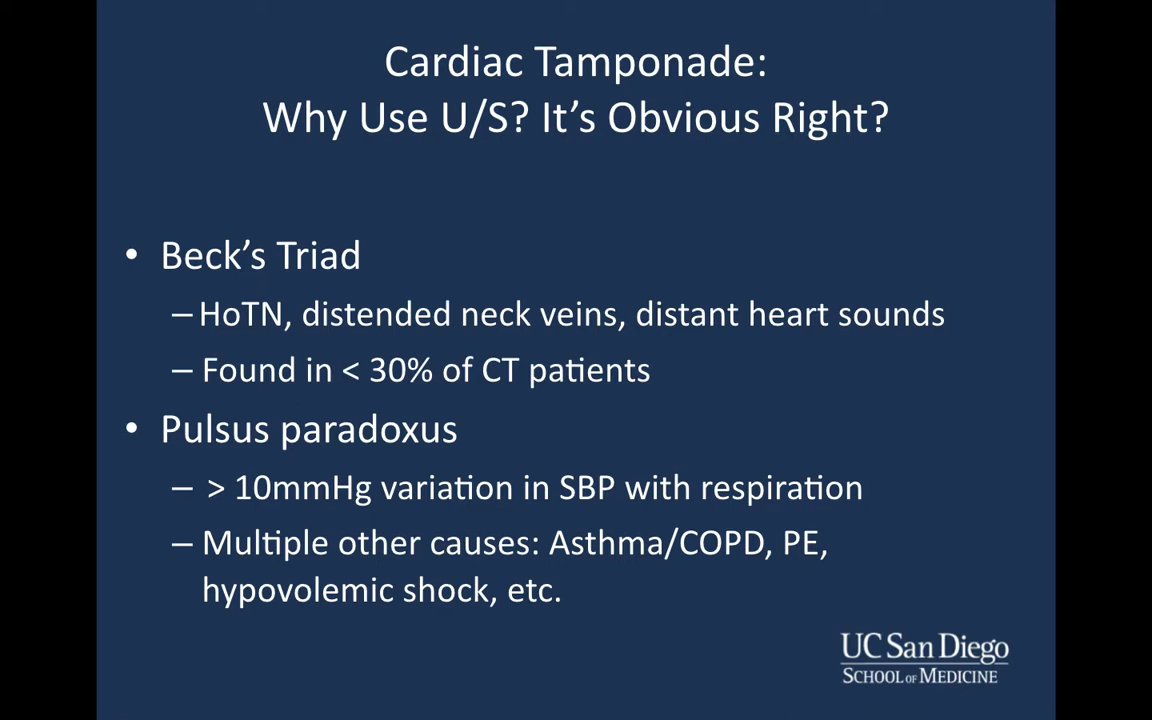 Cardiac Tamponade:
Why Use U/S? It’s Obvious Right?
• Beck’s Triad
– HoTN, distended neck veins, distant heart sounds
– Found in < 30% of CT patients
• Pulsus paradoxus
– > 10mmHg variation in SBP with respiration
– Multiple other causes: Asthma/COPD, PE,
hypovolemic shock, etc.
UC San Diego
SCHOOL OF MEDICINE